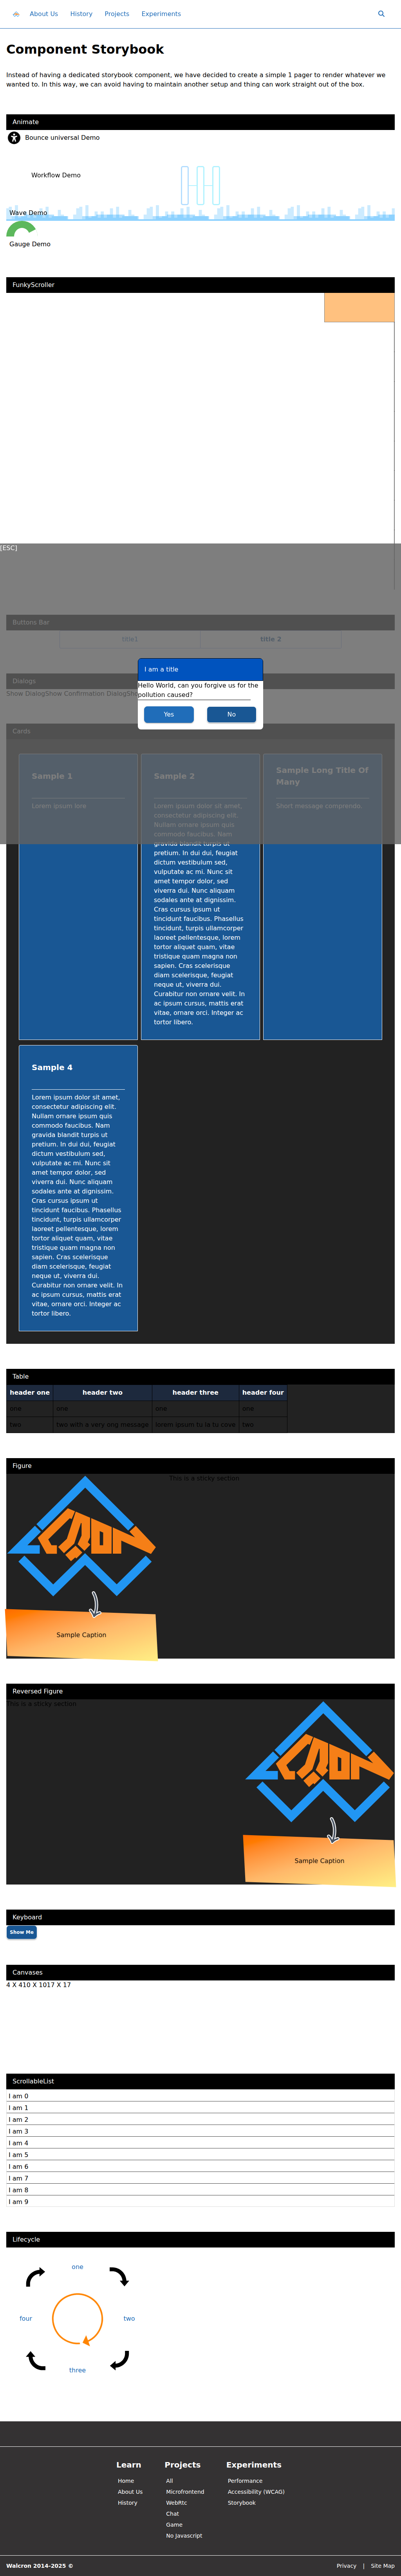 About Us History Projects Experiments
Component Storybook
Instead of having a dedicated storybook component, we have decided to create a simple 1 pager to render whatever we
wanted to. In this way, we can avoid having to maintain another setup and thing can work straight out of the box.
Animate
Bounce universal Demo
Workflow Demo
Wave Demo
Gauge Demo
FunkyScroller
[ESC]
Buttons Bar
title1 title 2
Dialogs
Show DialogShow Confirmation Dialog
I am a title
Hello World, can you forgive us for the
pollution caused?
Yes No
Cards
Sample 1
Lorem ipsum iure
Sample 2
Lorem ipsum dolor sit amet,
consectetur adipiscing elit.
Nullam ornare ipsum quis
commodo faucibus. Nam
gravida blandit turpis ut
pretium. In dui dui, feugiat
dictum vestibulum sed,
vulputate ac mi. Nunc sit
amet tempor dolor, sed
viverra dui. Nunc aliquam
sodales ante at dignissim.
Cras cursus ipsum ut
tincidunt faucibus. Phasellus
tincidunt, turpis ullamcorper
laoreet pellentesque, lorem
tortor aliquet quam, vitae
tristique quam magna non
sapien. Cras scelerisque
diam scelerisque, feugiat
neque ut, viverra dui.
Curabitur non ornare velit. In
ac ipsum cursus, mattis erat
vitae, ornare orci. Integer ac
tortor libero.
Sample Long Title Of
Many
Short message comprendo.
Sample 4
Lorem ipsum dolor sit amet,
consectetur adipiscing elit.
Nullam ornare ipsum quis
commodo faucibus. Nam
gravida blandit turpis ut
pretium. In dui dui, feugiat
dictum vestibulum sed,
vulputate ac mi. Nunc sit
amet tempor dolor, sed
viverra dui. Nunc aliquam
sodales ante at dignissim.
Cras cursus ipsum ut
tincidunt faucibus. Phasellus
tincidunt, turpis ullamcorper
laoreet pellentesque, lorem
tortor aliquet quam, vitae
tristique quam magna non
sapien. Cras scelerisque
diam scelerisque, feugiat
neque ut, viverra dui.
Curabitur non ornare velit. In
ac ipsum cursus, mattis erat
vitae, ornare orci. Integer ac
tortor libero.
Table
header one header two header three header four
one one one one
two two with a very long message lorem ipsum tu la tu clow two
Figure
This is a sticky section
Sample Caption
Reversed Figure
This is a sticky section
Sample Caption
Keyboard
Show Me
Canvases
4 X 410 X 1017 X 17
ScrollableList
I am 0
I am 1
I am 2
I am 3
I am 4
I am 5
I am 6
I am 7
I am 8
I am 9
Lifecycle
one
four two
three
Learn
Home
About Us
History
Projects
All
Microfrontend
WebRtc
Chat
Game
No Javascript
Experiments
Performance
Accessibility (WCAG)
Storybook
Walcron 2014-2025 ©
Privacy | Site Map